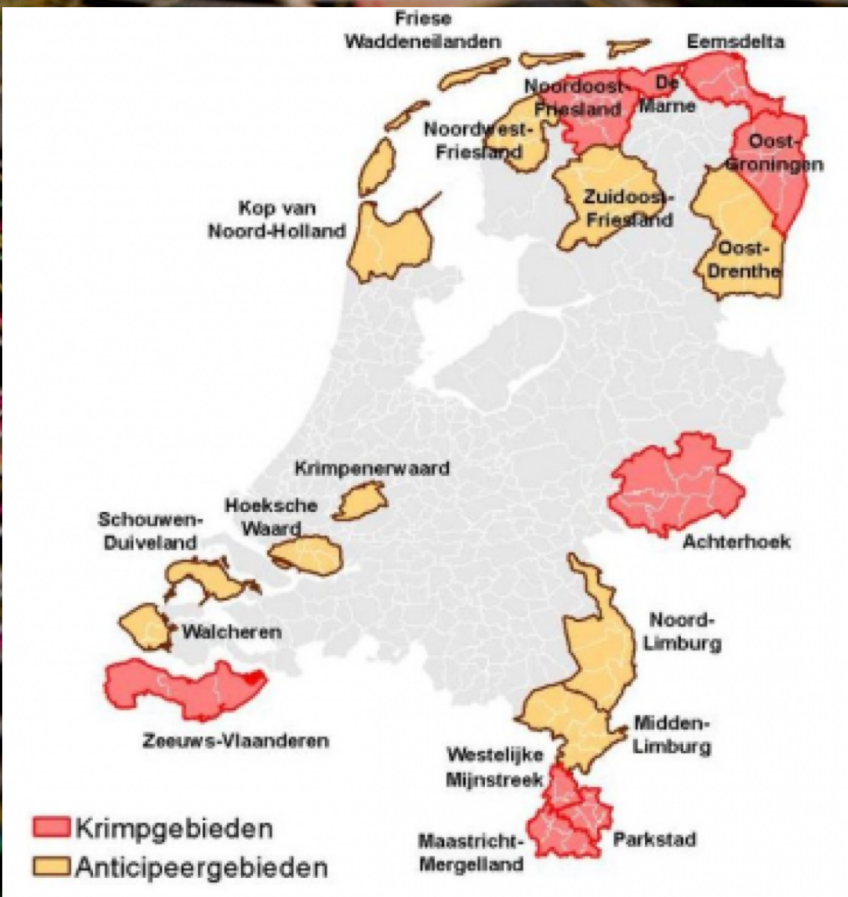 Friese
Waddeneilanden
Eemsdelta
Noordoost-
Friesland
De
Marne
Noordwest-
Friesland
Oost-
Groningen
Kop van
Noord-Holland
Zuidoost-
Friesland
Oost-
Drenthe
Krimpenerwaard
Hoeksche
Waard
Schouwen-
Duiveland
Achterhoek
Walcheren
Noord-
Limburg
Zeeuws-Vlaanderen
Midden-
Limburg
Westelijke
Mijnstreek
Maastricht-
Mergelland
Parkstad
Krimpgebieden
Anticipeergebieden